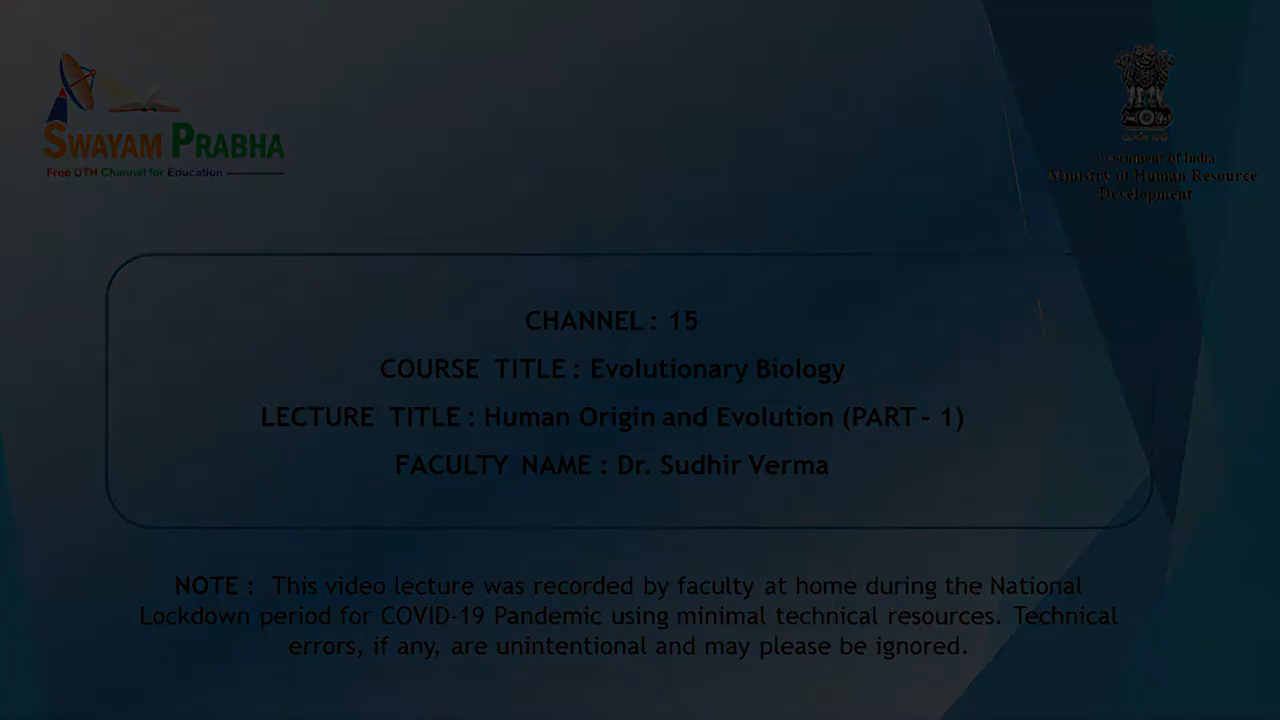 SWAYAM PRABHA
Free DTH Channel for Education
Government of India
Ministry of Human Resource
Development
CHANNEL : 15
COURSE TITLE : Evolutionary Biology
LECTURE TITLE : Human Origin and Evolution (PART - 1)
FACULTY NAME : Dr. Sudhir Verma
NOTE : This video lecture was recorded by faculty at home during the National
Lockdown period for COVID-19 Pandemic using minimal technical resources. Technical
errors, if any, are unintentional and may please be ignored.